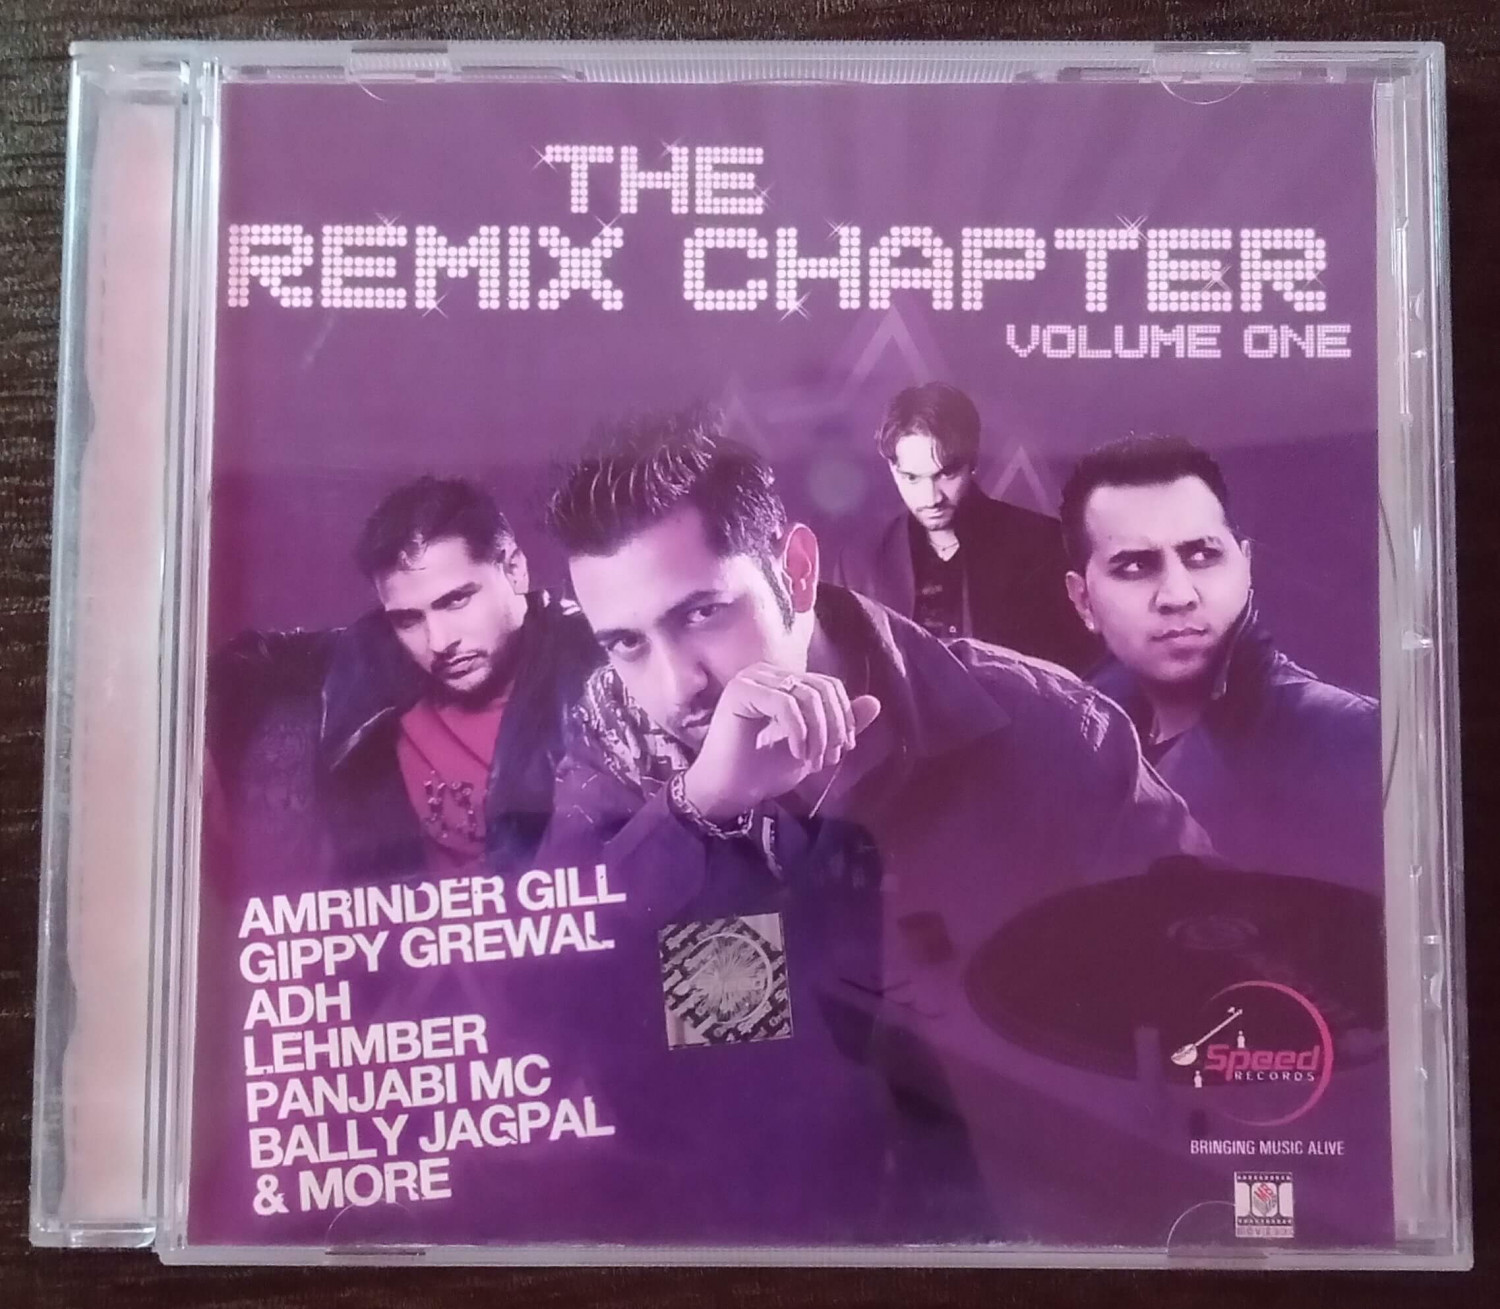 THE
REMIX CHAPTER
VOLUME ONE
AMRINDER GILL
GIPPY GREWAL
ADH
LEHMBER
PANJABI MC
BALLY JAGPAL
& MORE
Speed
RECORDS
BRINGING MUSIC ALIVE